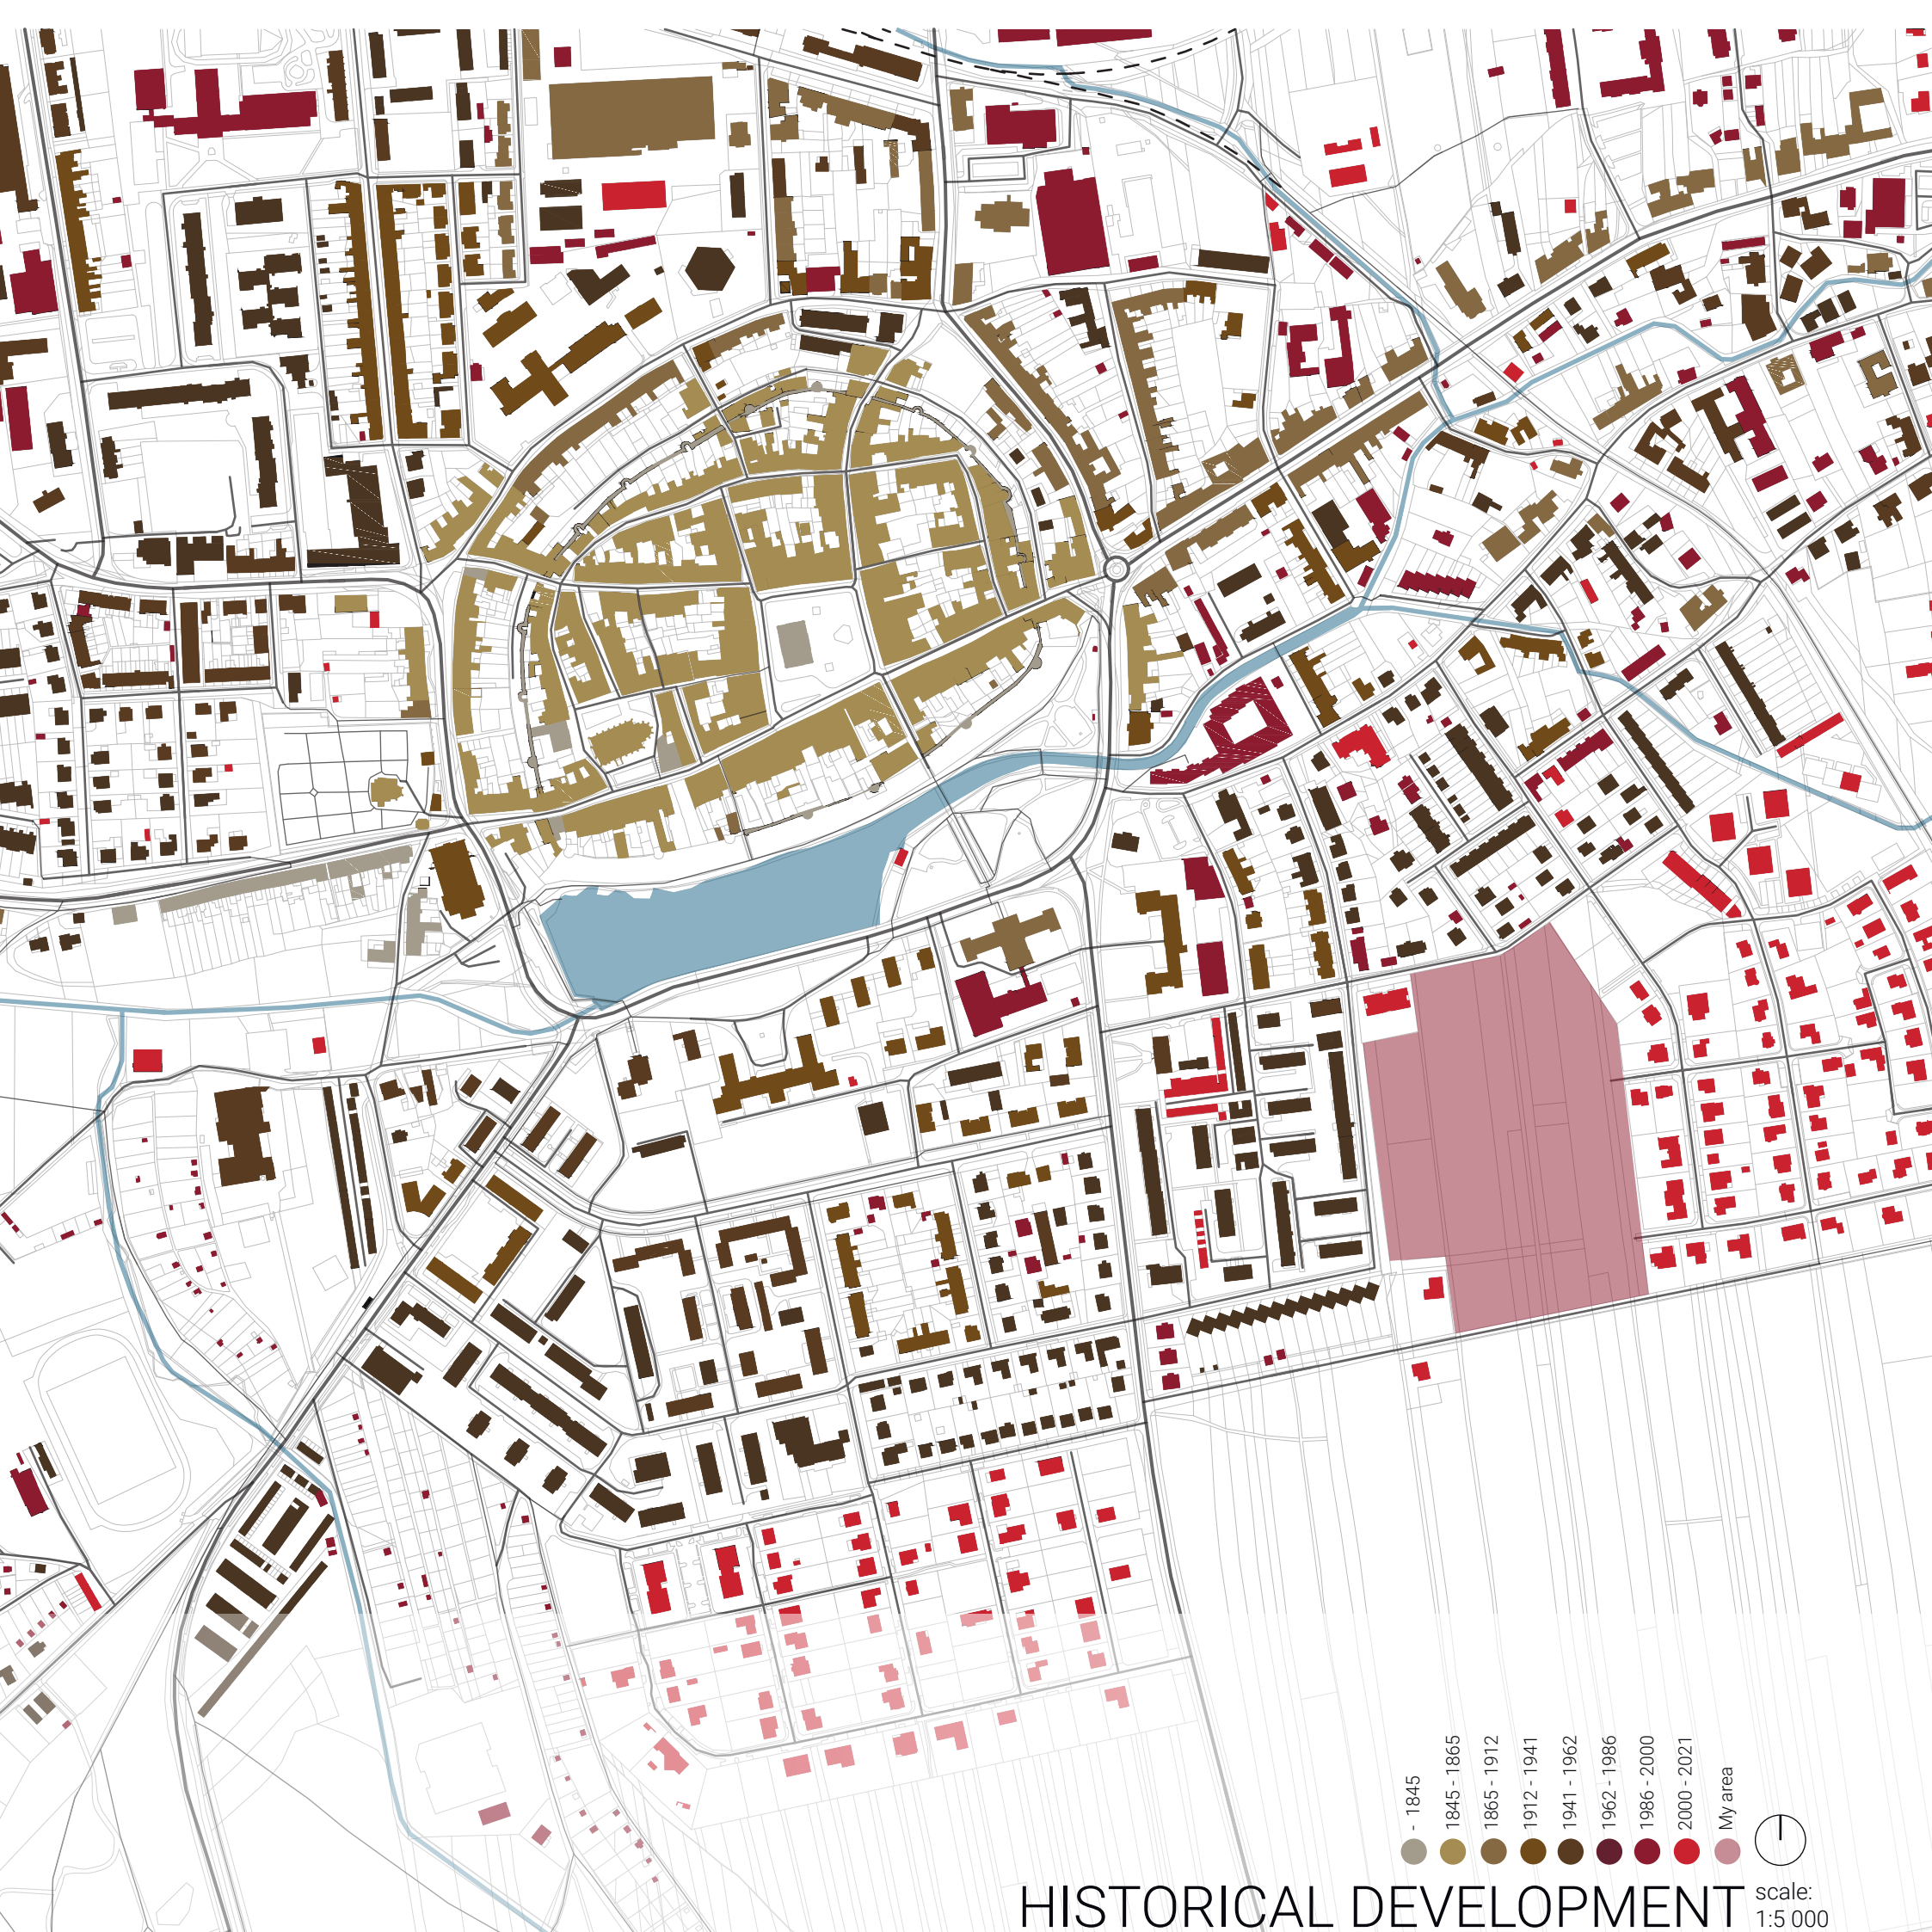 - 1845
1845 - 1865
1865 - 1912
1912 - 1941
1941 - 1962
1962 - 1986
1986 - 2000
2000 - 2021
My area
HISTORICAL DEVELOPMENT
scale:
1:5 000